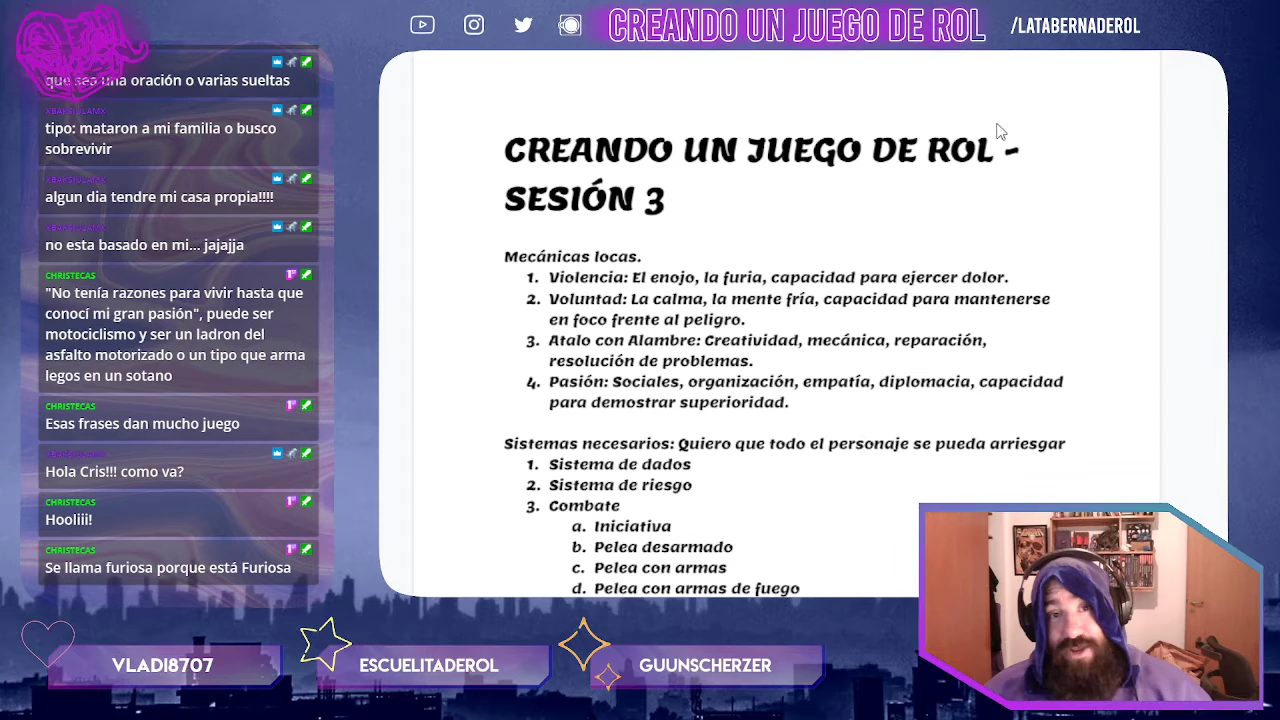 CREANDO UN JUEGO DE ROL
/LATABERNADEROL
que sea una oración o varias sueltas
XBAKSIULAMX
tipo: mataron a mi familia o busco
sobrevivir
algun dia tendre mi casa propia!!!!
no esta basado en mi... jajajja
CHRISTECAS
"No tenía razones para vivir hasta que
conocí mi gran pasión", puede ser
motociclismo y ser un ladron del
asfalto motorizado o un tipo que arma
legos en un sotano
CHRISTECAS
Esas frases dan mucho juego
Hola Cris!!! como va?
CHRISTECAS
Hooliii!
CHRISTECAS
Se llama furiosa porque está Furiosa
CREANDO UN JUEGO DE ROL -
SESIÓN 3
Mecánicas locas.
1. Violencia: El enojo, la furia, capacidad para ejercer dolor.
2. Voluntad: La calma, la mente fría, capacidad para mantenerse
en foco frente al peligro.
3. Atalo con Alambre: Creatividad, mecánica, reparación,
resolución de problemas.
4. Pasión: Sociales, organización, empatía, diplomacia, capacidad
para demostrar superioridad.
Sistemas necesarios: Quiero que todo el personaje se pueda arriesgar
1. Sistema de dados
2. Sistema de riesgo
3. Combate
a. Iniciativa
b. Pelea desarmado
c. Pelea con armas
d. Pelea con armas de fuego
VLADI8707
ESCUELITADEROL
GUUNSCHERZER